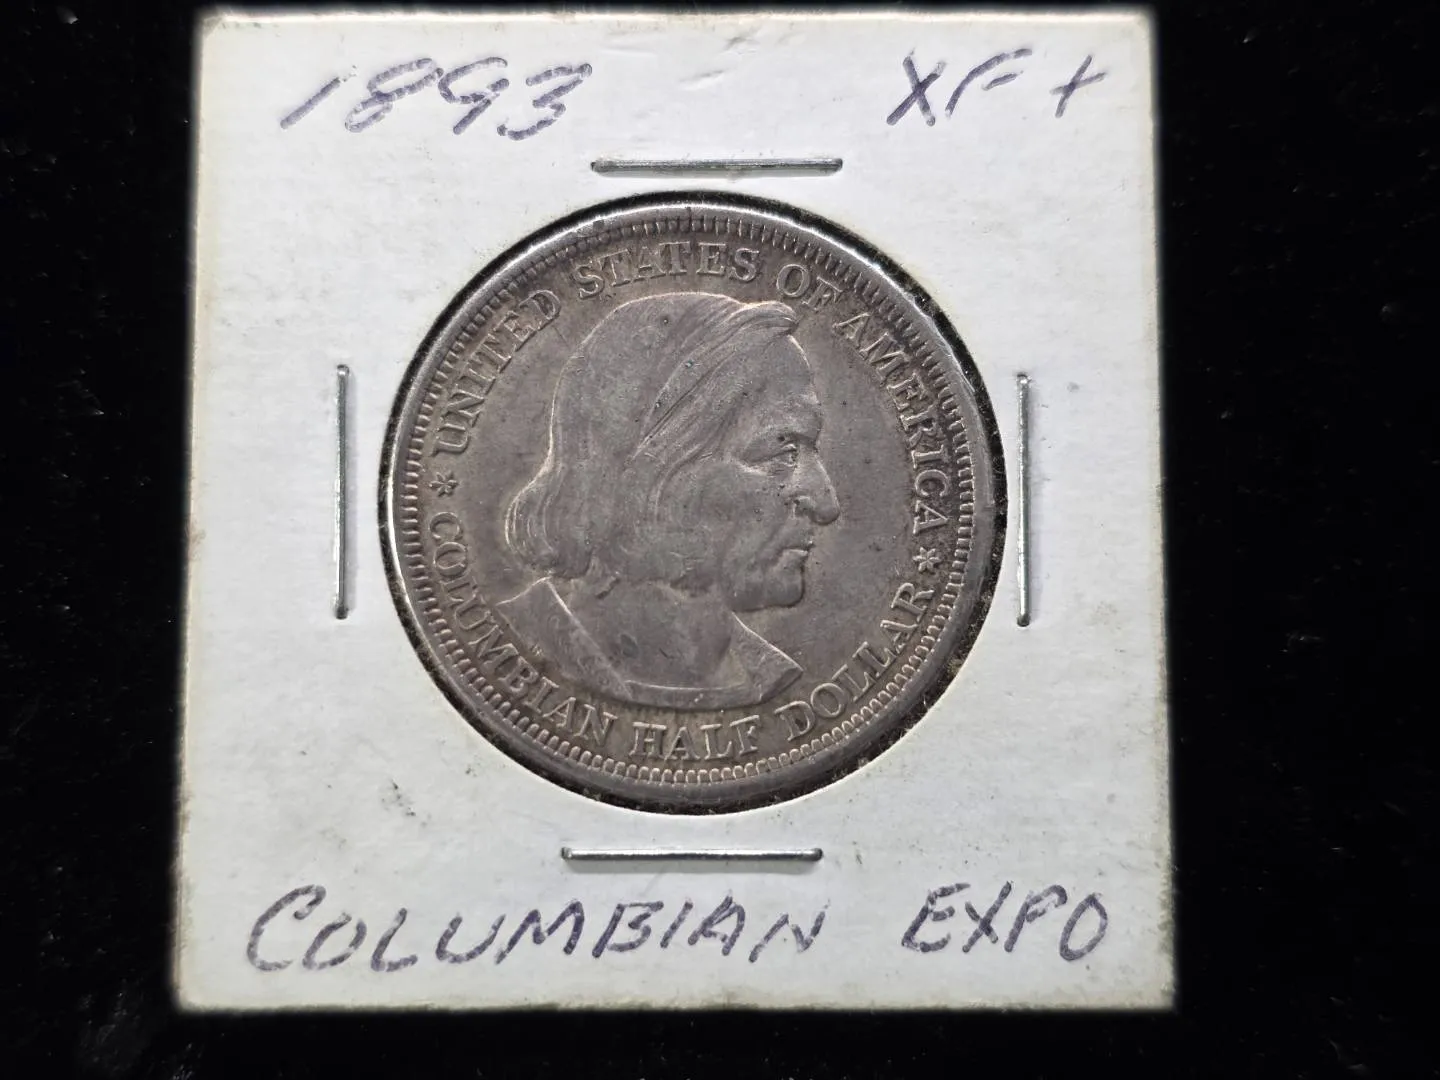 1893 XF+
* UNITED STATES OF AMERICA *
COLUMBIAN HALF DOLLAR
COLUMBIAN EXPO